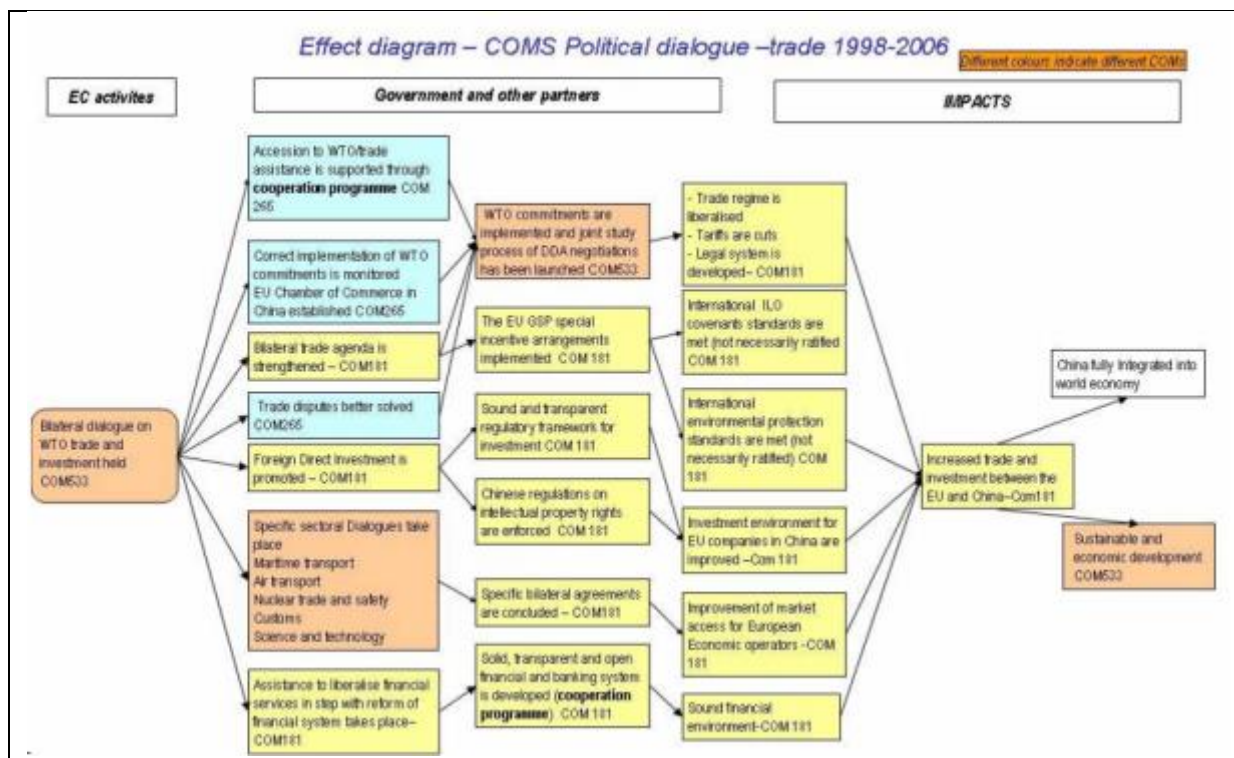 Effect diagram – COMS Political dialogue –trade 1998-2006
Different colours indicate different COMs
EC activites
Government and other partners
IMPACTS
Bilateral dialogue on
WTO trade and
investment held
COM533
Accession to WTO/trade
assistance is supported through
cooperation programme COM
265
Correct implementation of WTO
commitments is monitored
EU Chamber of Commerce in
China established COM265
Bilateral trade agenda is
strengthened – COM181
Trade disputes better solved
COM265
Foreign Direct Investment is
promoted – COM181
Specific sectoral Dialogues take
place
Maritime transport
Air transport
Nuclear trade and safety
Customs
Science and technology
Assistance to liberalise financial
services in step with reform of
financial system takes place–
COM181
WTO commitments are
implemented and joint study
process of DDA negotiations
has been launched COM533
The EU GSP special
incentive arrangements
implemented COM 181
Sound and transparent
regulatory framework for
investment COM 181
Chinese regulations on
intellectual property rights
are enforced COM 181
Specific bilateral agreements
are concluded – COM181
Solid, transparent and open
financial and banking system
is developed (cooperation
programme) COM 181
- Trade regime is
liberalised
- Tariffs are cuts
- Legal system is
developed– COM181
International ILO
covenants standards are
met (not necessarily ratified
COM 181
International
environmental protection
standards are met (not
necessarily ratified) COM
181
Investment environment for
EU companies in China are
improved –Com 181
Improvement of market
access for European
Economic operators -COM
181
Sound financial
environment-COM 181
Increased trade and
investment between the
EU and China–Com181
China fully Integrated into
world economy
Sustainable and
economic development
COM533